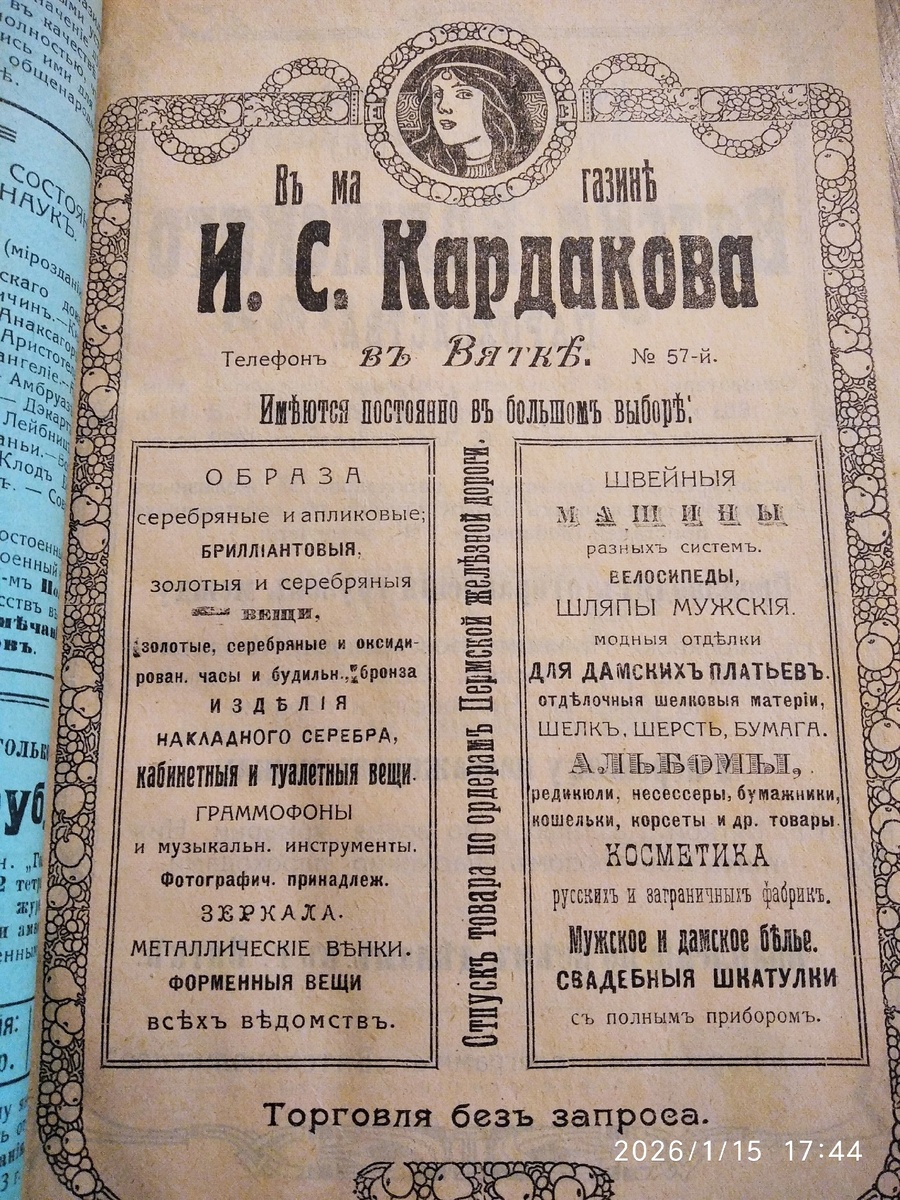 Въ магазинѣ
И. С. Кардакова
Телефонъ въ Вяткѣ. № 57-й.
Имѣются постоянно въ большомъ выборѣ:
ОБРАЗА
серебряные и апликовые;
БРИЛЛІАНТОВЫЯ,
золотыя и серебряныя
ВЕЩИ,
золотые, серебряные и оксиди-
рован. часы и будильн., бронза
ИЗДѢЛІЯ
НАКЛАДНОГО СЕРЕБРА,
кабинетныя и туалетныя вещи.
ГРАММОФОНЫ
и музыкальн. инструменты.
Фотографич. принадлеж.
ЗЕРКАЛА.
МЕТАЛЛИЧЕСКІЕ ВѢНКИ.
ФОРМЕННЫЯ ВЕЩИ
ВСѢХЪ ВѢДОМСТВЪ.
Отпускъ товара по ордерамъ Пермской желѣзной дороги.
ШВЕЙНЫЯ
МАШИНЫ
разныхъ системъ.
ВЕЛОСИПЕДЫ,
ШЛЯПЫ МУЖСКІЯ.
модныя отдѣлки
ДЛЯ ДАМСКИХЪ ПЛАТЬЕВЪ.
отдѣлочныя шелковыя матеріи,
ШЕЛКЪ, ШЕРСТЬ, БУМАГА.
АЛЬБОМЫ,
редикюли, несессеры, бумажники,
кошельки, корсеты и др. товары.
КОСМЕТИКА
русскихъ и заграничныхъ фабрикъ.
Мужское и дамское бѣлье.
СВАДЕБНЫЯ ШКАТУЛКИ
съ полнымъ приборомъ.
Торговля безъ запроса.
2026/1/15 17:44